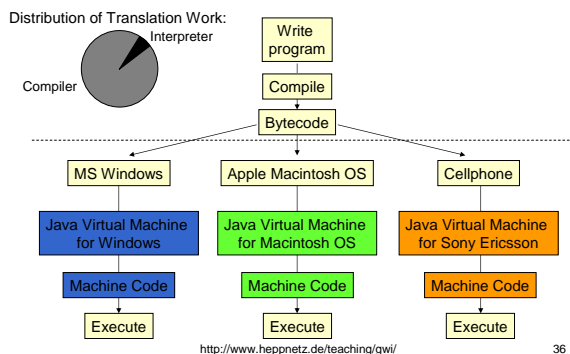 Distribution of Translation Work:
Interpreter
Compiler
Write
program
Compile
Bytecode
MS Windows
Apple Macintosh OS
Cellphone
Java Virtual Machine
for Windows
Java Virtual Machine
for Macintosh OS
Java Virtual Machine
for Sony Ericsson
Machine Code
Machine Code
Machine Code
Execute
Execute
Execute
http://www.heppnetz.de/teaching/gwi/
36